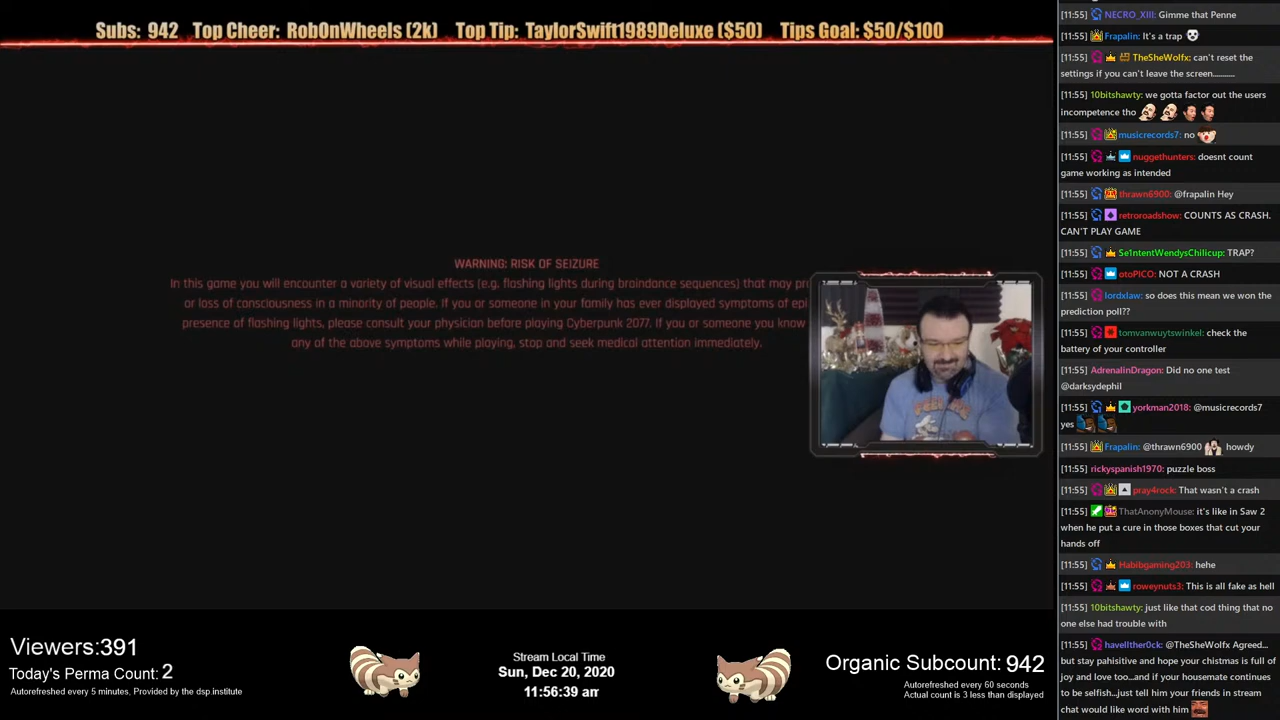 Subs: 942 Top Cheer: RobOnWheels (2k) Top Tip: TaylorSwift1989Deluxe ($50) Tips Goal: $50/$100
WARNING: RISK OF SEIZURE
In this game you will encounter a variety of visual effects (e.g. flashing lights during braindance sequences) that may
or loss of consciousness in a minority of people. If you or someone in your family has ever displayed symptoms of
presence of flashing lights, please consult your physician before playing Cyberpunk 2077. If you or someone you know
any of the above symptoms while playing, stop and seek medical attention immediately.
Viewers:391
Today's Perma Count: 2
Autorefreshed every 5 minutes, Provided by the dsp.institute
Stream Local Time
Sun, Dec 20, 2020
11:56:39 am
Organic Subcount: 942
Autorefreshed every 60 seconds
Actual count is 3 less than displayed
[11:55] NECRO_XIII: Gimme that Penne
[11:55] Frapalin: It's a trap
[11:55] TheSheWolfx: can't reset the
settings if you can't leave the screen...........
[11:55] 10bitshawty: we gotta factor out the users
incompetence tho
[11:55] musicrecords7: no
[11:55] nuggethunters: doesnt count
game working as intended
[11:55] thrawn6900: @frapalin Hey
[11:55] retroroadshow: COUNTS AS CRASH.
CAN'T PLAY GAME
[11:55] Se1ntentWendysChilicup: TRAP?
[11:55] otoPICO: NOT A CRASH
[11:55] lordxlaw: so does this mean we won the
prediction poll??
[11:55] tomvanwuytswinkel: check the
battery of your controller
[11:55] AdrenalinDragon: Did no one test
@darksydephil
[11:55] yorkman2018: @musicrecords7
yes
[11:55] Frapalin: @thrawn6900 howdy
[11:55] rickyspanish1970: puzzle boss
[11:55] pray4rock: That wasn't a crash
[11:55] ThatAnonyMouse: it's like in Saw 2
when he put a cure in those boxes that cut your
hands off
[11:55] Habibgaming203: hehe
[11:55] roweynuts3: This is all fake as hell
[11:55] 10bitshawty: just like that cod thing that no
one else had trouble with
[11:55] havellther0ck: @TheSheWolfx Agreed...
but stay pahisitive and hope your chistmas is full of
joy and love too...and if your housemate continues
to be selfish...just tell him your friends in stream
chat would like word with him